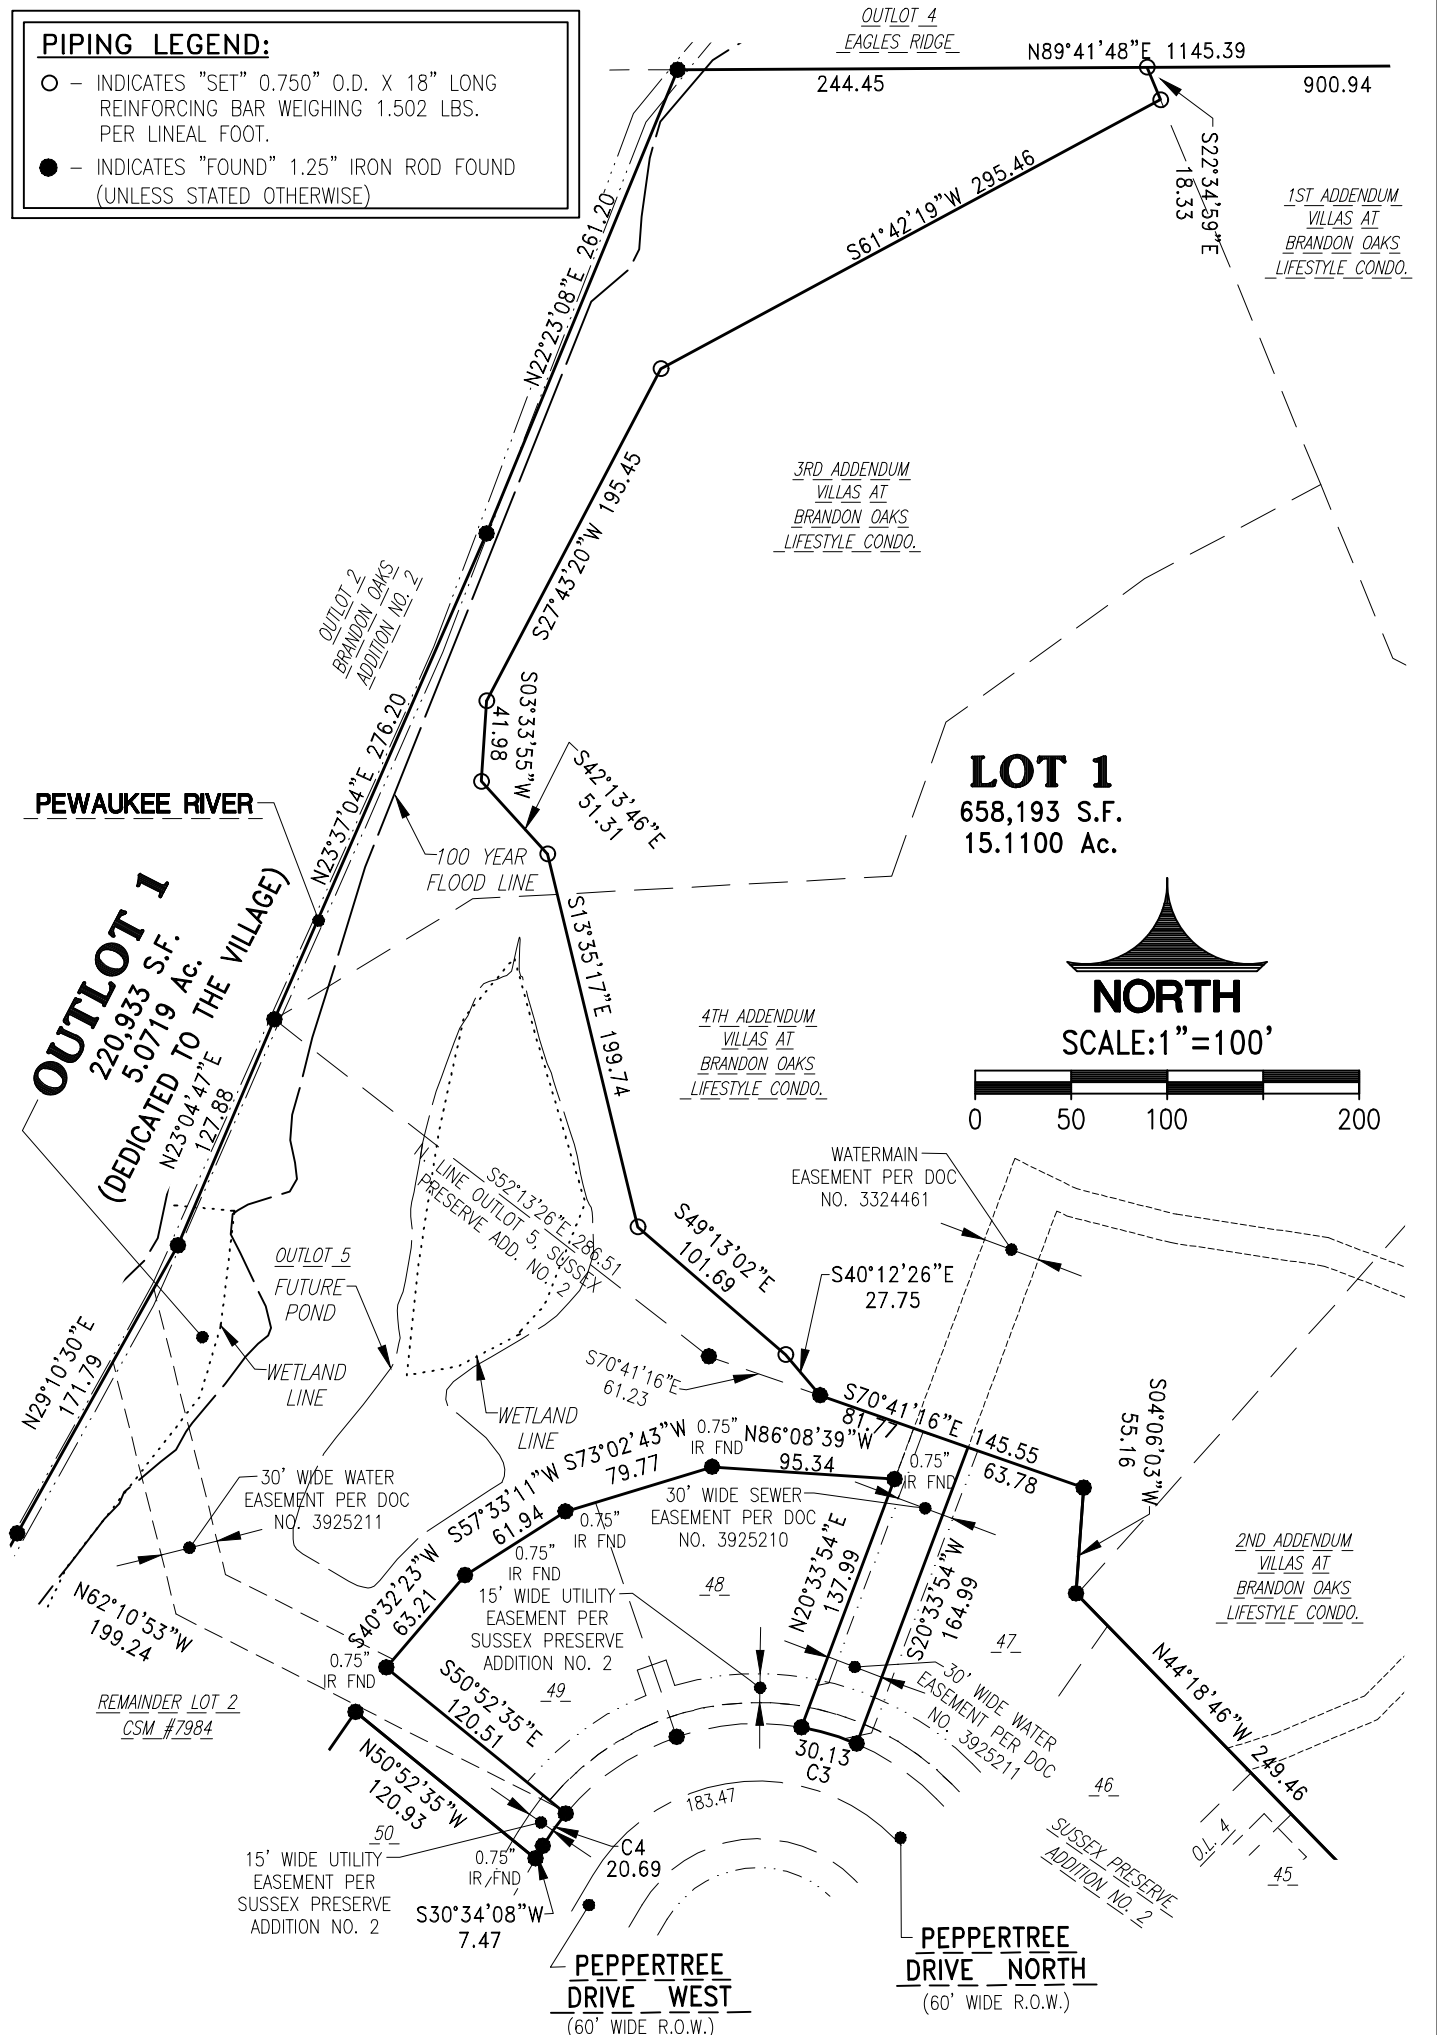 PIPING LEGEND:
– INDICATES "SET" 0.750" O.D. X 18" LONG
REINFORCING BAR WEIGHING 1.502 LBS.
PER LINEAL FOOT.
– INDICATES "FOUND" 1.25" IRON ROD FOUND
(UNLESS STATED OTHERWISE)
OUTLOT 4
EAGLES RIDGE
N89°41'48"E 1145.39
244.45
900.94
S22°34'59"E
18.33
1ST ADDENDUM
VILLAS AT
BRANDON OAKS
LIFESTYLE CONDO.
S61°42'19"W 295.46
N22°23'08"E 261.20
S27°43'20"W 195.45
3RD ADDENDUM
VILLAS AT
BRANDON OAKS
LIFESTYLE CONDO.
OUTLOT 2
BRANDON OAKS
ADDITION NO. 2
S03°33'55"W
41.98
S42°13'46"E
51.31
N23°37'04"E 276.20
PEWAUKEE RIVER
100 YEAR
FLOOD LINE
LOT 1
658,193 S.F.
15.1100 Ac.
NORTH
SCALE:1"=100'
0 50 100 200
OUTLOT 1
220,933 S.F.
5.0719 Ac.
(DEDICATED TO THE VILLAGE)
N23°04'47"E
127.88
S13°35'17"E 199.74
4TH ADDENDUM
VILLAS AT
BRANDON OAKS
LIFESTYLE CONDO.
S52°13'26"E 286.51
N. LINE OUTLOT 5, SUSSEX
PRESERVE ADD. NO. 2
WATERMAIN
EASEMENT PER DOC
NO. 3324461
S49°13'02"E
101.69
S40°12'26"E
27.75
OUTLOT 5
FUTURE
POND
WETLAND
LINE
N29°10'30"E
171.79
S70°41'16"E
61.23
WETLAND
LINE
S70°41'16"E 145.55
81.77
63.78
S04°06'03"W
55.16
30' WIDE WATER
EASEMENT PER DOC
NO. 3925211
S73°02'43"W
79.77
0.75"
IR FND
N86°08'39"W
95.34
0.75"
IR FND
S57°33'11"W
61.94
0.75"
IR FND
0.75"
IR FND
30' WIDE SEWER
EASEMENT PER DOC
NO. 3925210
S40°32'23"W
63.21
15' WIDE UTILITY
EASEMENT PER
SUSSEX PRESERVE
ADDITION NO. 2
48
N20°33'54"E
137.99
S20°33'54"W
164.99
47
2ND ADDENDUM
VILLAS AT
BRANDON OAKS
LIFESTYLE CONDO.
N62°10'53"W
199.24
0.75"
IR FND
REMAINDER LOT 2
CSM #7984
S50°52'35"E
120.51
49
30' WIDE WATER
EASEMENT PER DOC
NO. 3925211
N44°18'46"W 249.46
30.13
C3
183.47
46
N50°52'35"W
120.93
50
15' WIDE UTILITY
EASEMENT PER
SUSSEX PRESERVE
ADDITION NO. 2
0.75"
IR FND
C4
20.69
S30°34'08"W
7.47
SUSSEX PRESERVE
ADDITION NO. 2
O.L. 4
45
PEPPERTREE
DRIVE WEST
(60' WIDE R.O.W.)
PEPPERTREE
DRIVE NORTH
(60' WIDE R.O.W.)